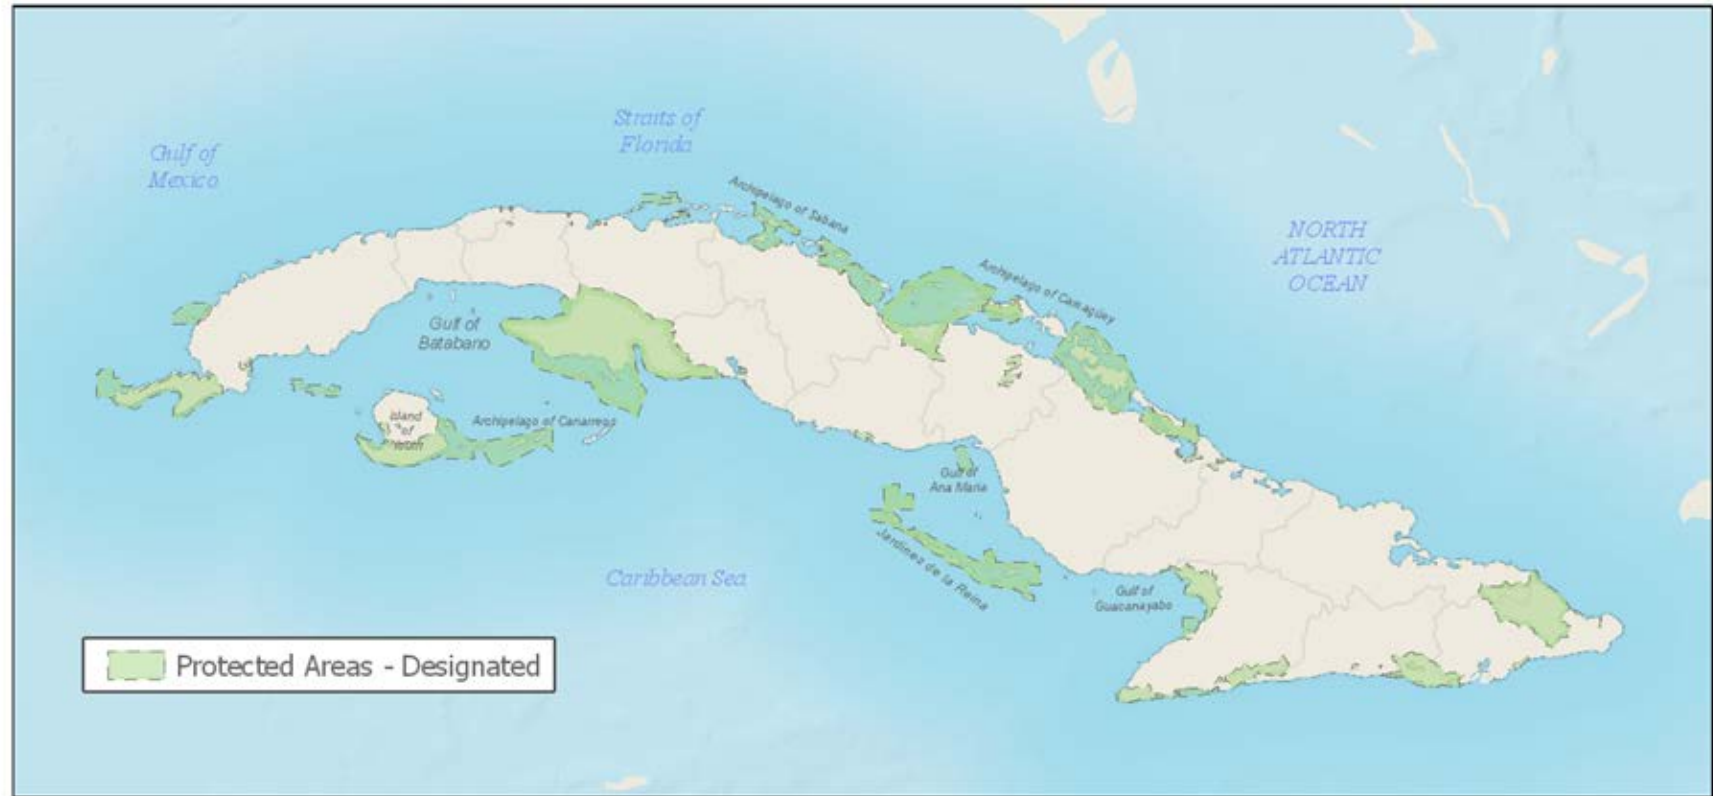 Straits of
Florida
Gulf of
Mexico
Archipelago of Sabana
NORTH
ATLANTIC
OCEAN
Archipelago of Camagüey
Gulf of
Batabano
Island
of
Archipelago of Canarreos
Gulf of
Ana Maria
Jardinez de la Reina
Caribbean Sea
Gulf of
Guacanayabo
Protected Areas - Designated